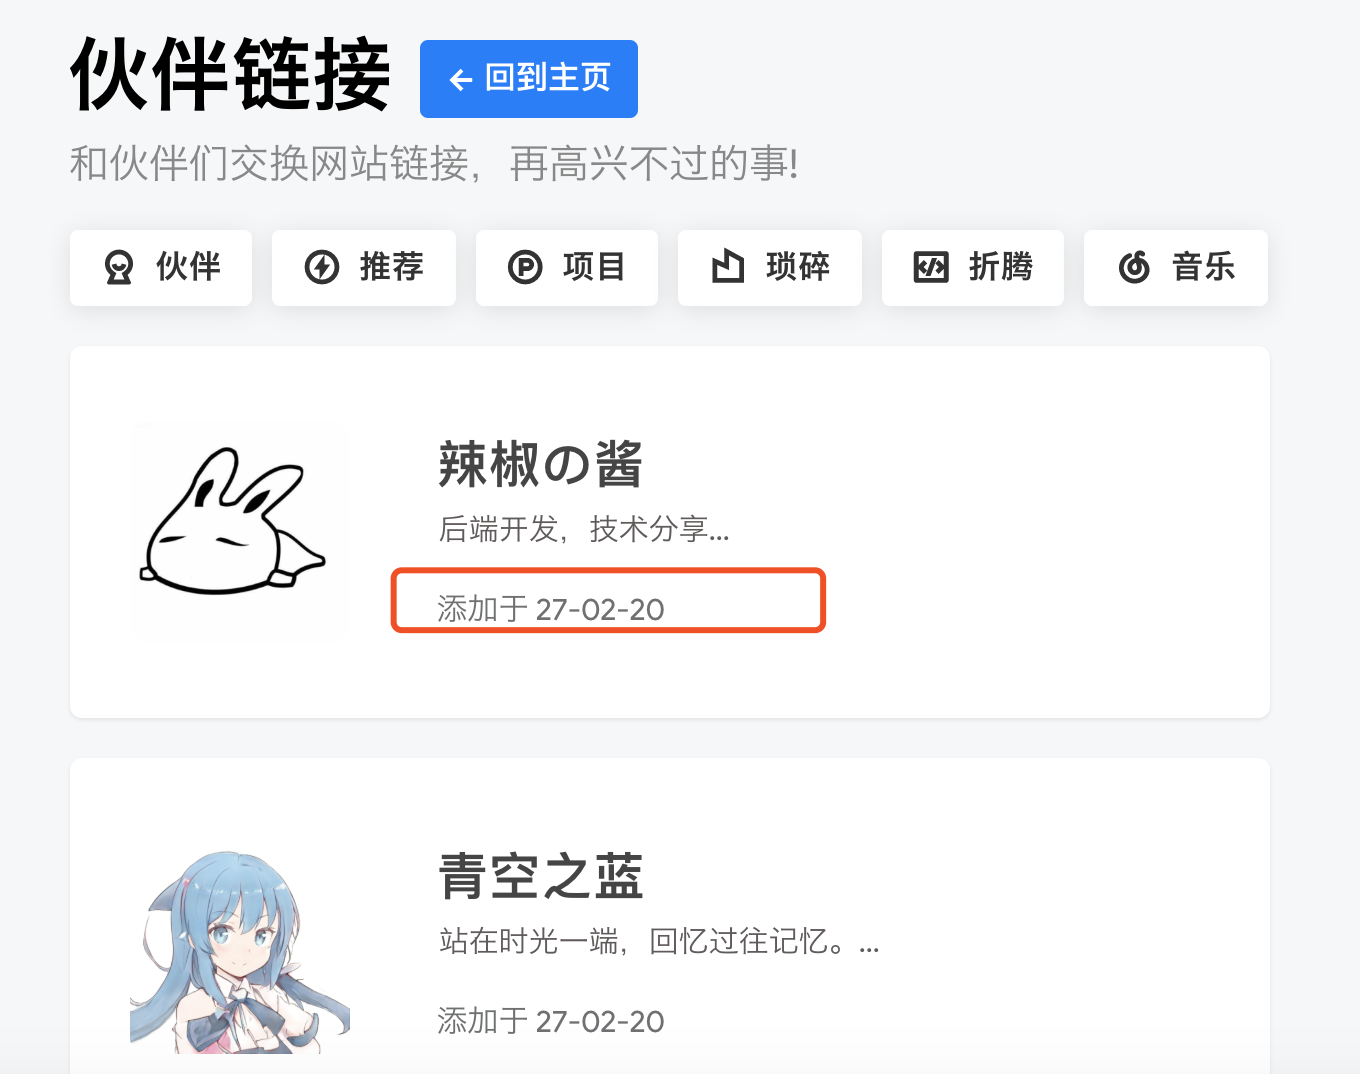 伙伴链接
← 回到主页
和伙伴们交换网站链接，再高兴不过的事!
伙伴 推荐 项目 琐碎 折腾 音乐
辣椒の酱
后端开发，技术分享...
添加于 27-02-20
青空之蓝
站在时光一端，回忆过往记忆。...
添加于 27-02-20